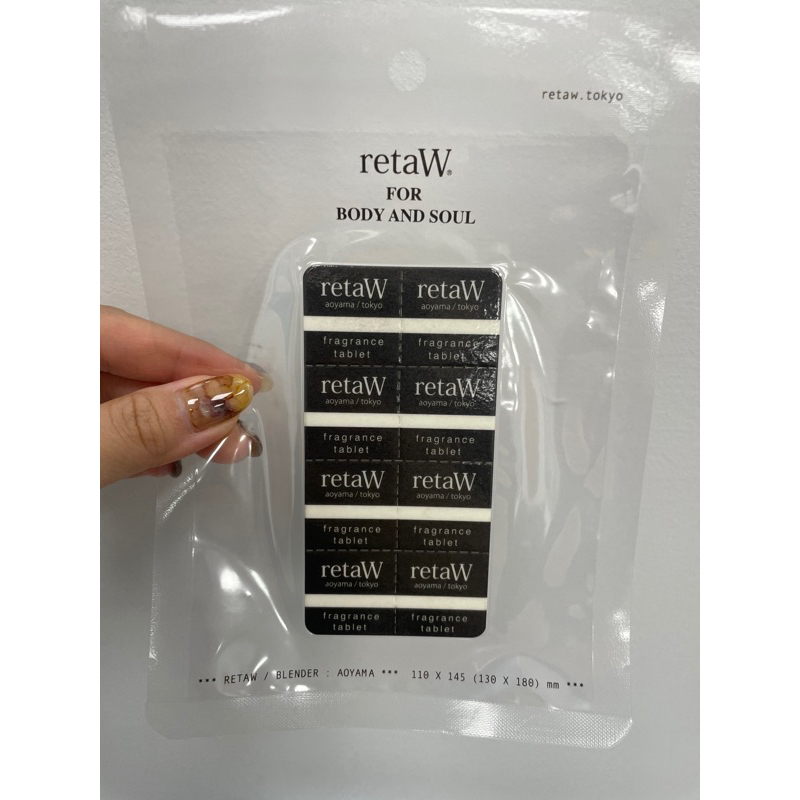 retaw.tokyo
retaW®
FOR
BODY AND SOUL
retaW retaW
aoyama / tokyo aoyama / tokyo
fragrance fragrance
tablet tablet
retaW retaW
aoyama / tokyo aoyama / tokyo
fragrance fragrance
tablet tablet
retaW retaW
aoyama / tokyo aoyama / tokyo
fragrance fragrance
tablet tablet
retaW retaW
aoyama / tokyo aoyama / tokyo
fragrance fragrance
tablet tablet
*** RETAW / BLENDER : AOYAMA *** 110 X 145 (130 X 180) mm ***